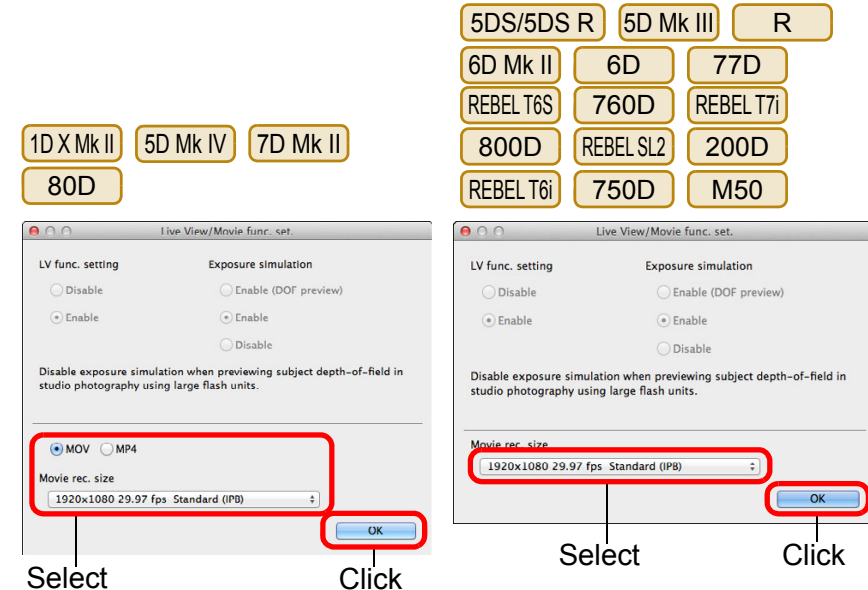 1D X Mk II 5D Mk IV 7D Mk II
80D
Live View/Movie func. set.
LV func. setting Exposure simulation
Disable Enable (DOF preview)
Enable Enable
Disable
Disable exposure simulation when previewing subject depth-of-field in
studio photography using large flash units.
MOV MP4
Movie rec. size
1920x1080 29.97 fps Standard (IPB)
OK
Select Click
5DS/5DS R 5D Mk III R
6D Mk II 6D 77D
REBEL T6S 760D REBEL T7i
800D REBEL SL2 200D
REBEL T6i 750D M50
Live View/Movie func. set.
LV func. setting Exposure simulation
Disable Enable (DOF preview)
Enable Enable
Disable
Disable exposure simulation when previewing subject depth-of-field in
studio photography using large flash units.
Movie rec. size
1920x1080 29.97 fps Standard (IPB)
OK
Select Click